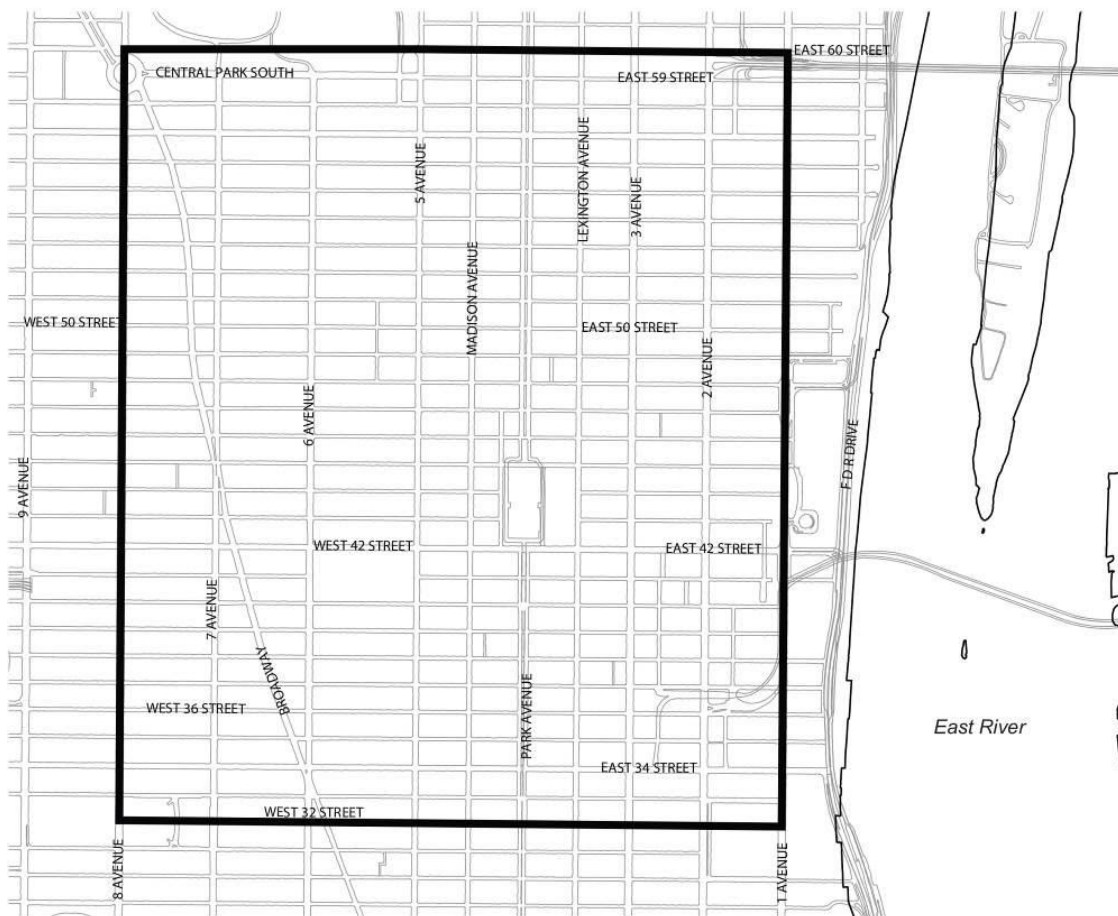 EAST 60 STREET
CENTRAL PARK SOUTH
EAST 59 STREET
5 AVENUE
LEXINGTON AVENUE
3 AVENUE
MADISON AVENUE
WEST 50 STREET
EAST 50 STREET
2 AVENUE
6 AVENUE
F D R DRIVE
9 AVENUE
WEST 42 STREET
EAST 42 STREET
7 AVENUE
BROADWAY
PARK AVENUE
WEST 36 STREET
East River
EAST 34 STREET
WEST 32 STREET
8 AVENUE
1 AVENUE